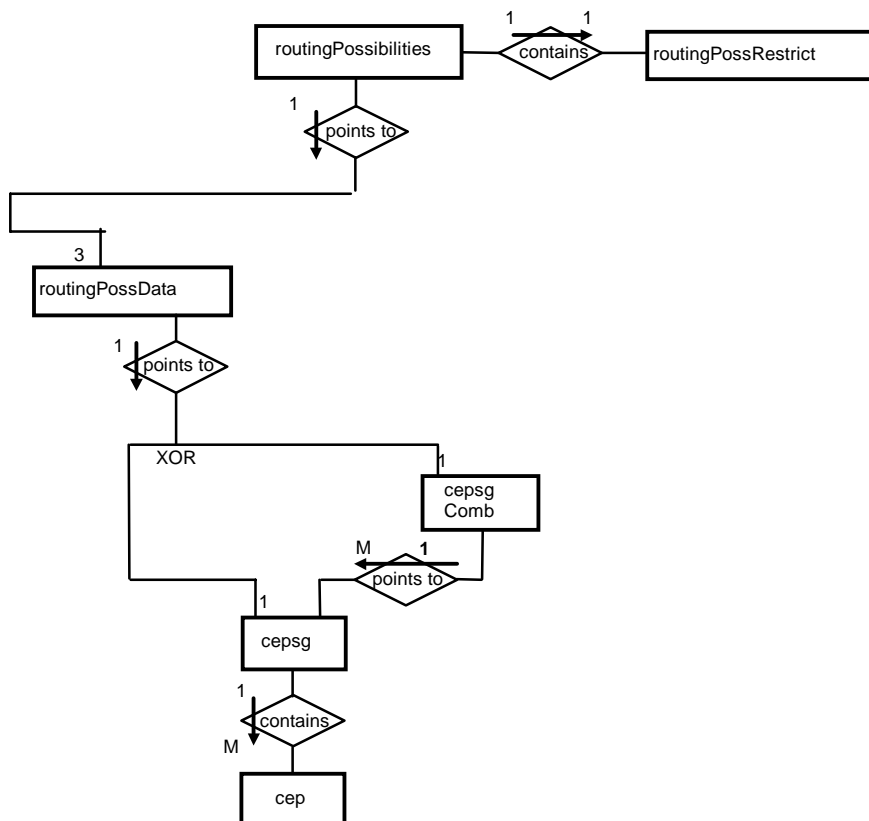 1 1
routingPossibilities
contains
routingPossRestrict
1
points to
3
routingPossData
1
points to
XOR
1
cepsg
Comb
M 1
points to
1
cepsg
1
contains
M
cep